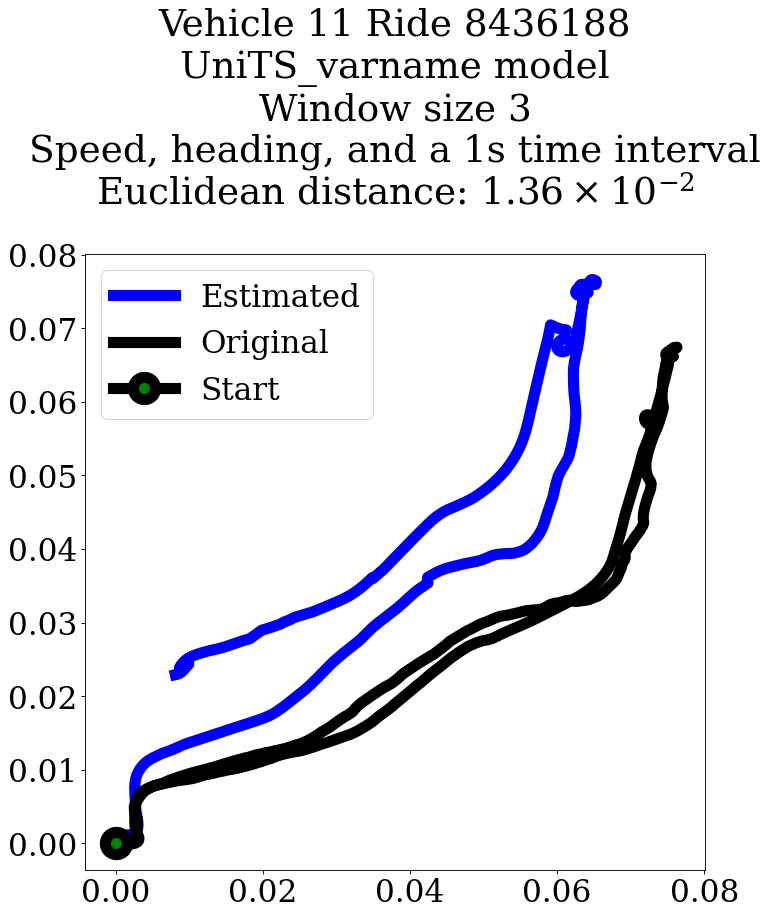 Vehicle 11 Ride 8436188
UniTS_varname model
Window size 3
Speed, heading, and a 1s time interval
Euclidean distance: 1.36 × 10⁻²
0.08
0.07
0.06
0.05
0.04
0.03
0.02
0.01
0.00
Estimated
Original
Start
0.00 0.02 0.04 0.06 0.08